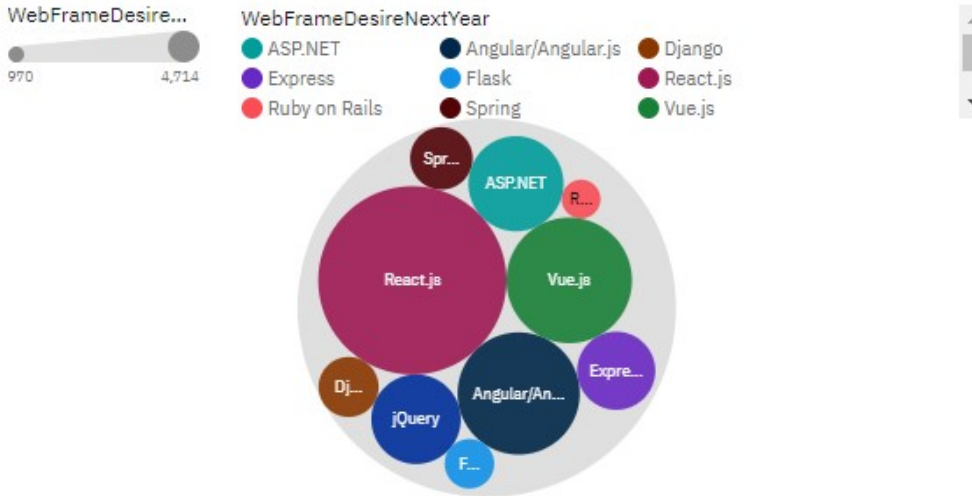 WebFrameDesire...
970 4,714
WebFrameDesireNextYear
ASP.NET Angular/Angular.js Django
Express Flask React.js
Ruby on Rails Spring Vue.js
Spr...
ASP.NET
R...
React.js
Vue.js
Expre...
Dj...
Angular/An...
jQuery
F...